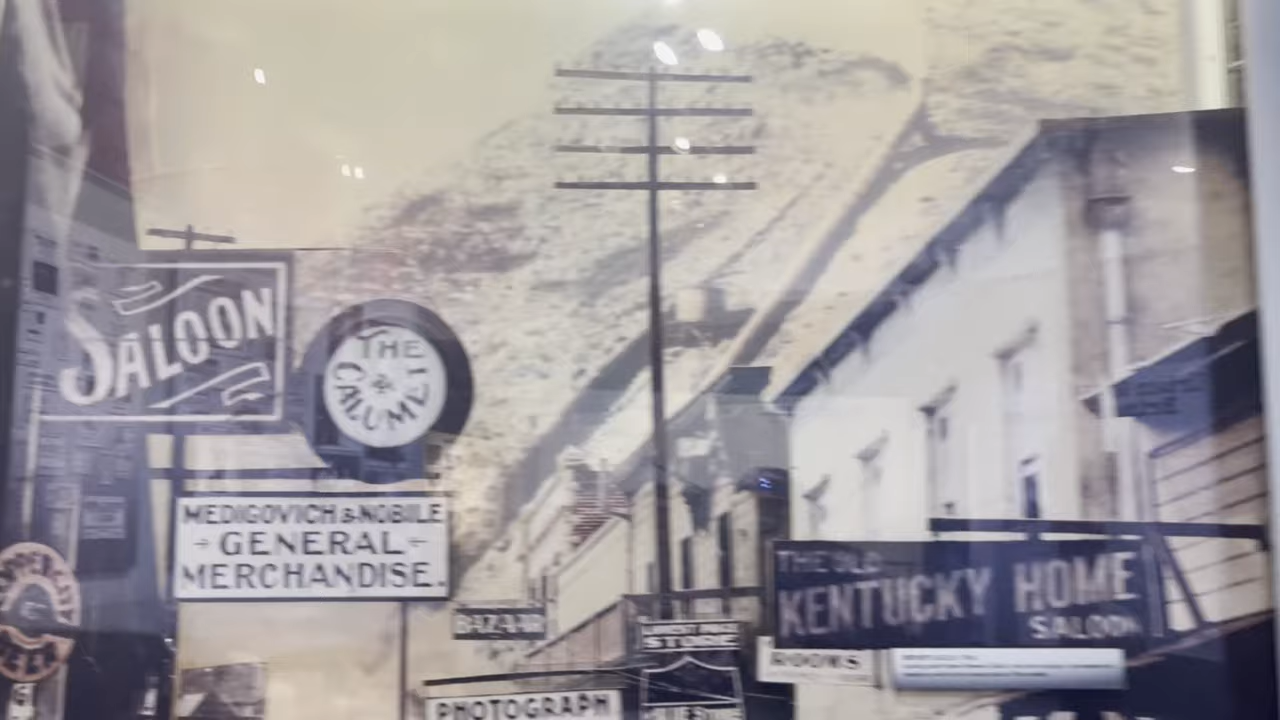 SALOON
THE
CALUMET
MEDIGOVICH & NOBILE
GENERAL
MERCHANDISE.
BAZAAR
STORE
PHOTOGRAPH
THE OLD
KENTUCKY HOME
SALOON
ROOMS